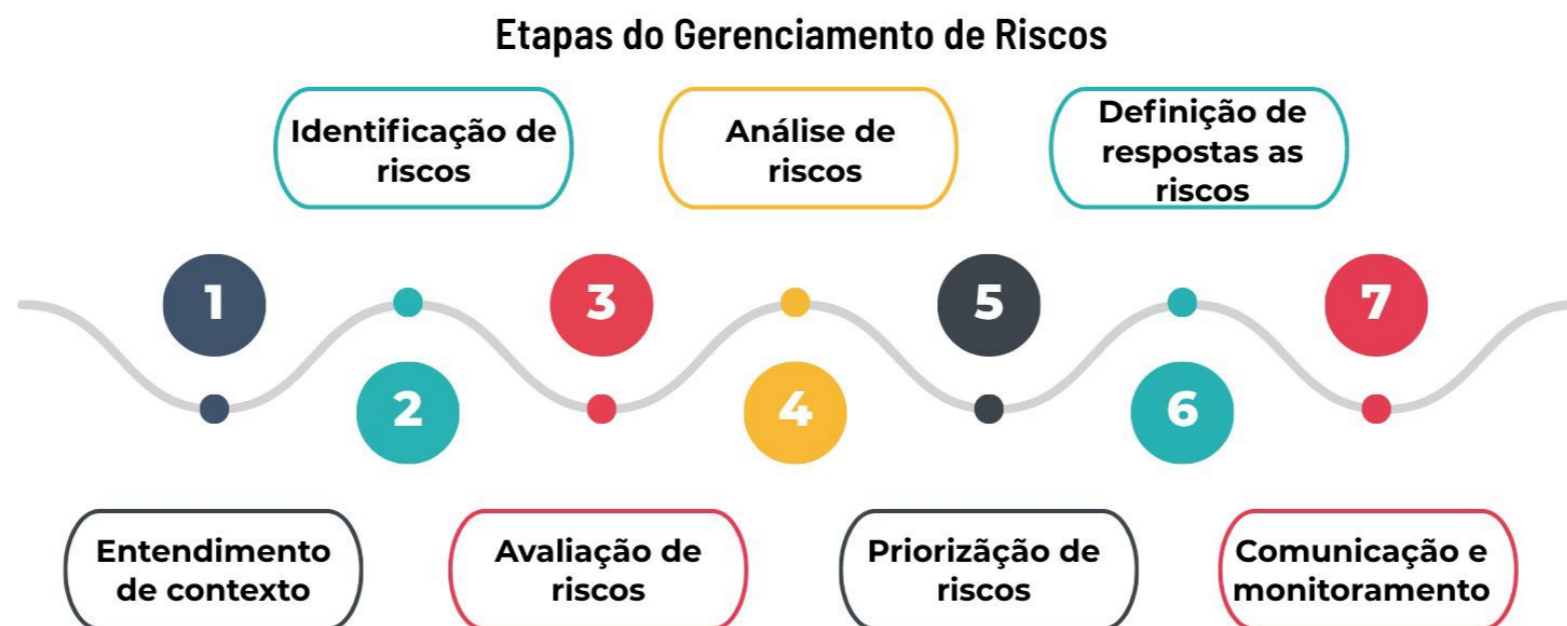 Etapas do Gerenciamento de Riscos
Identificação de
riscos
Análise de
riscos
Definição de
respostas as
riscos
1
2
3
4
5
6
7
Entendimento
de contexto
Avaliação de
riscos
Priorizãção de
riscos
Comunicação e
monitoramento